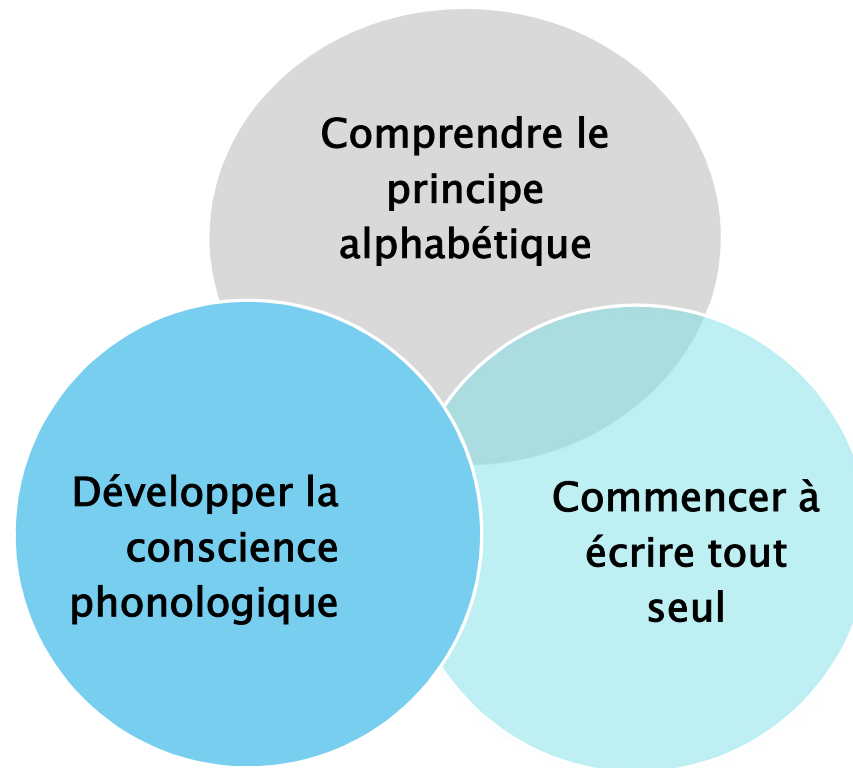 Comprendre le
principe
alphabétique
Développer la
conscience
phonologique
Commencer à
écrire tout
seul